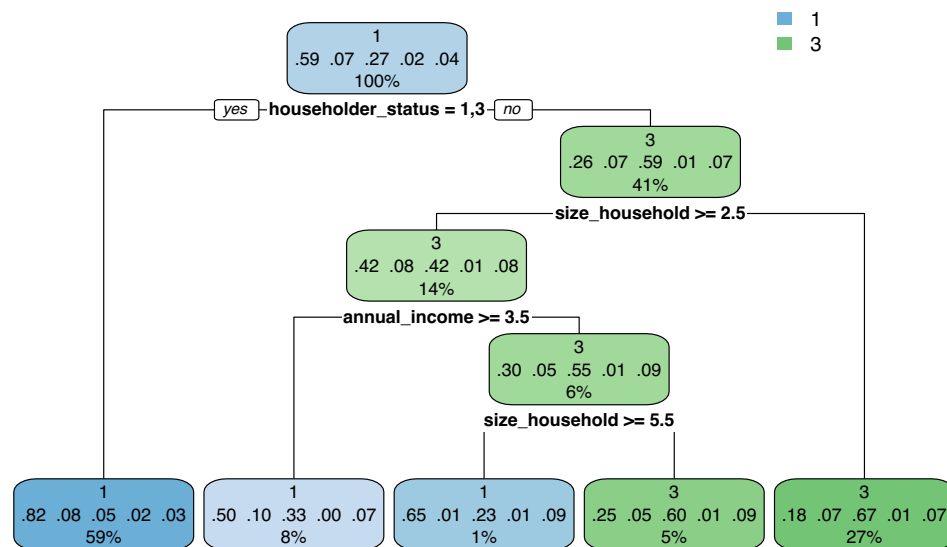 1
3
1
.59 .07 .27 .02 .04
100%
yes householder_status = 1,3 no
3
.26 .07 .59 .01 .07
41%
size_household >= 2.5
3
.42 .08 .42 .01 .08
14%
annual_income >= 3.5
3
.30 .05 .55 .01 .09
6%
size_household >= 5.5
1
.82 .08 .05 .02 .03
59%
1
.50 .10 .33 .00 .07
8%
1
.65 .01 .23 .01 .09
1%
3
.25 .05 .60 .01 .09
5%
3
.18 .07 .67 .01 .07
27%